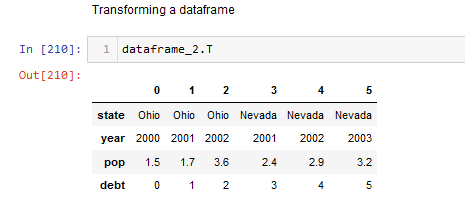 Transforming a dataframe
In [210]: 1 dataframe_2.T
Out[210]:
0 1 2 3 4 5
state Ohio Ohio Ohio Nevada Nevada Nevada
year 2000 2001 2002 2001 2002 2003
pop 1.5 1.7 3.6 2.4 2.9 3.2
debt 0 1 2 3 4 5